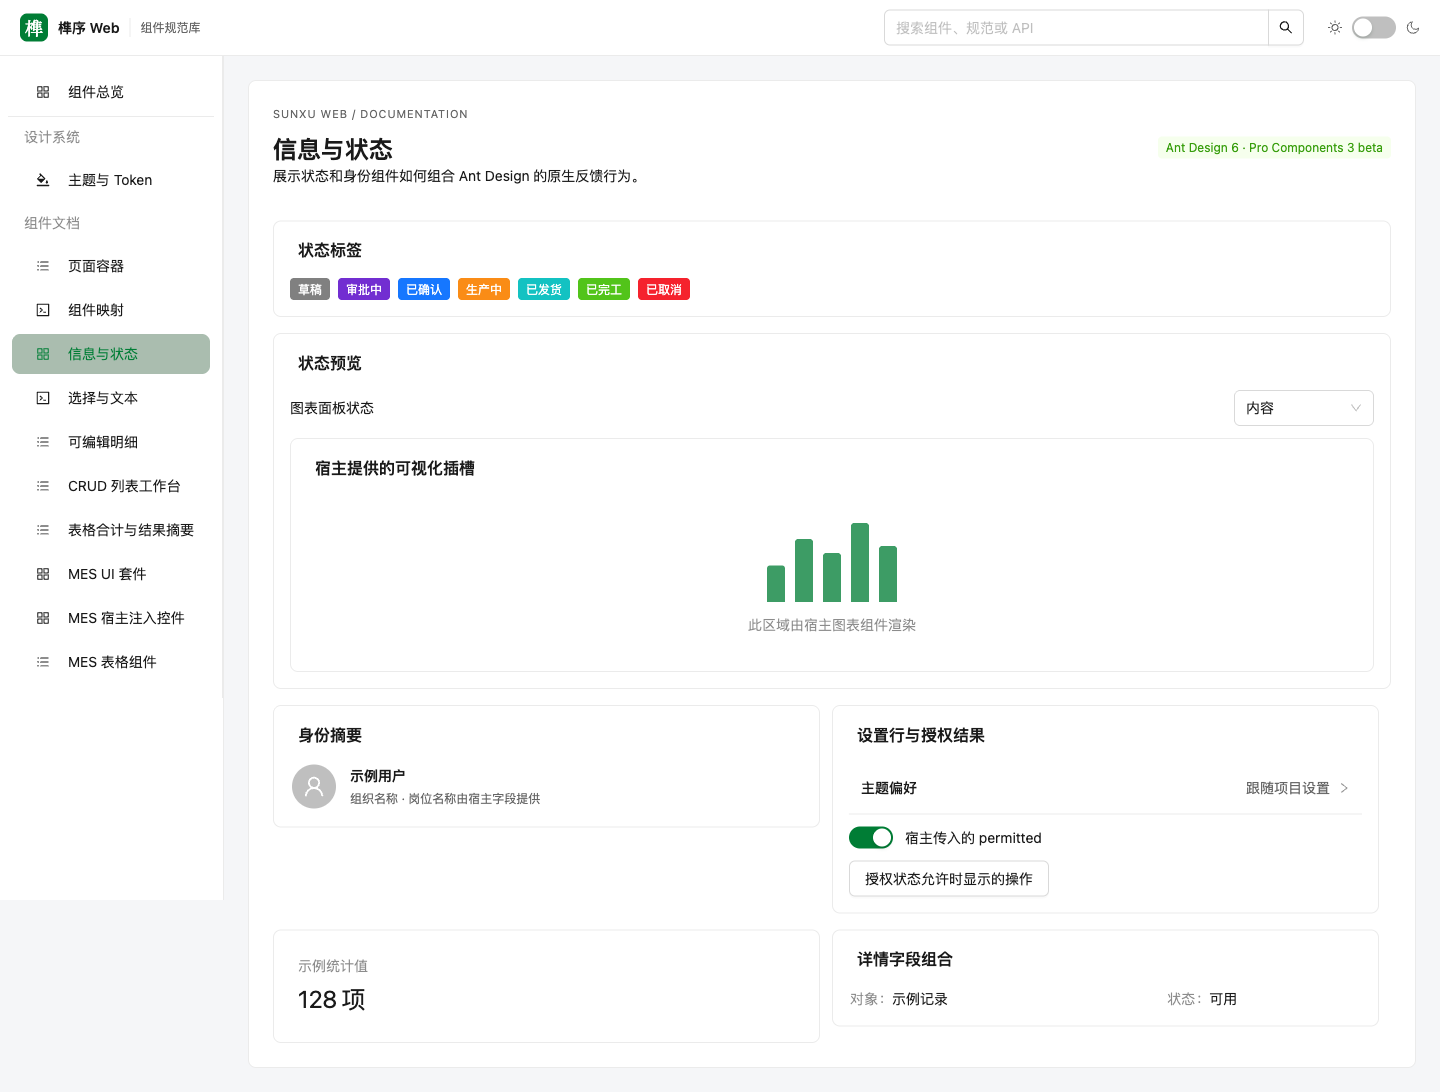 榫 榫序 Web 组件规范库 搜索组件、规范或 API
组件总览
设计系统
主题与 Token
组件文档
页面容器
组件映射
信息与状态
选择与文本
可编辑明细
CRUD 列表工作台
表格合计与结果摘要
MES UI 套件
MES 宿主注入控件
MES 表格组件
SUNXU WEB / DOCUMENTATION
信息与状态
Ant Design 6 · Pro Components 3 beta
展示状态和身份组件如何组合 Ant Design 的原生反馈行为。
状态标签
草稿 审批中 已确认 生产中 已发货 已完工 已取消
状态预览
图表面板状态 内容
宿主提供的可视化插槽
此区域由宿主图表组件渲染
身份摘要
示例用户
组织名称 · 岗位名称由宿主字段提供
设置行与授权结果
主题偏好 跟随项目设置
宿主传入的 permitted
授权状态允许时显示的操作
示例统计值
128 项
详情字段组合
对象: 示例记录 状态: 可用